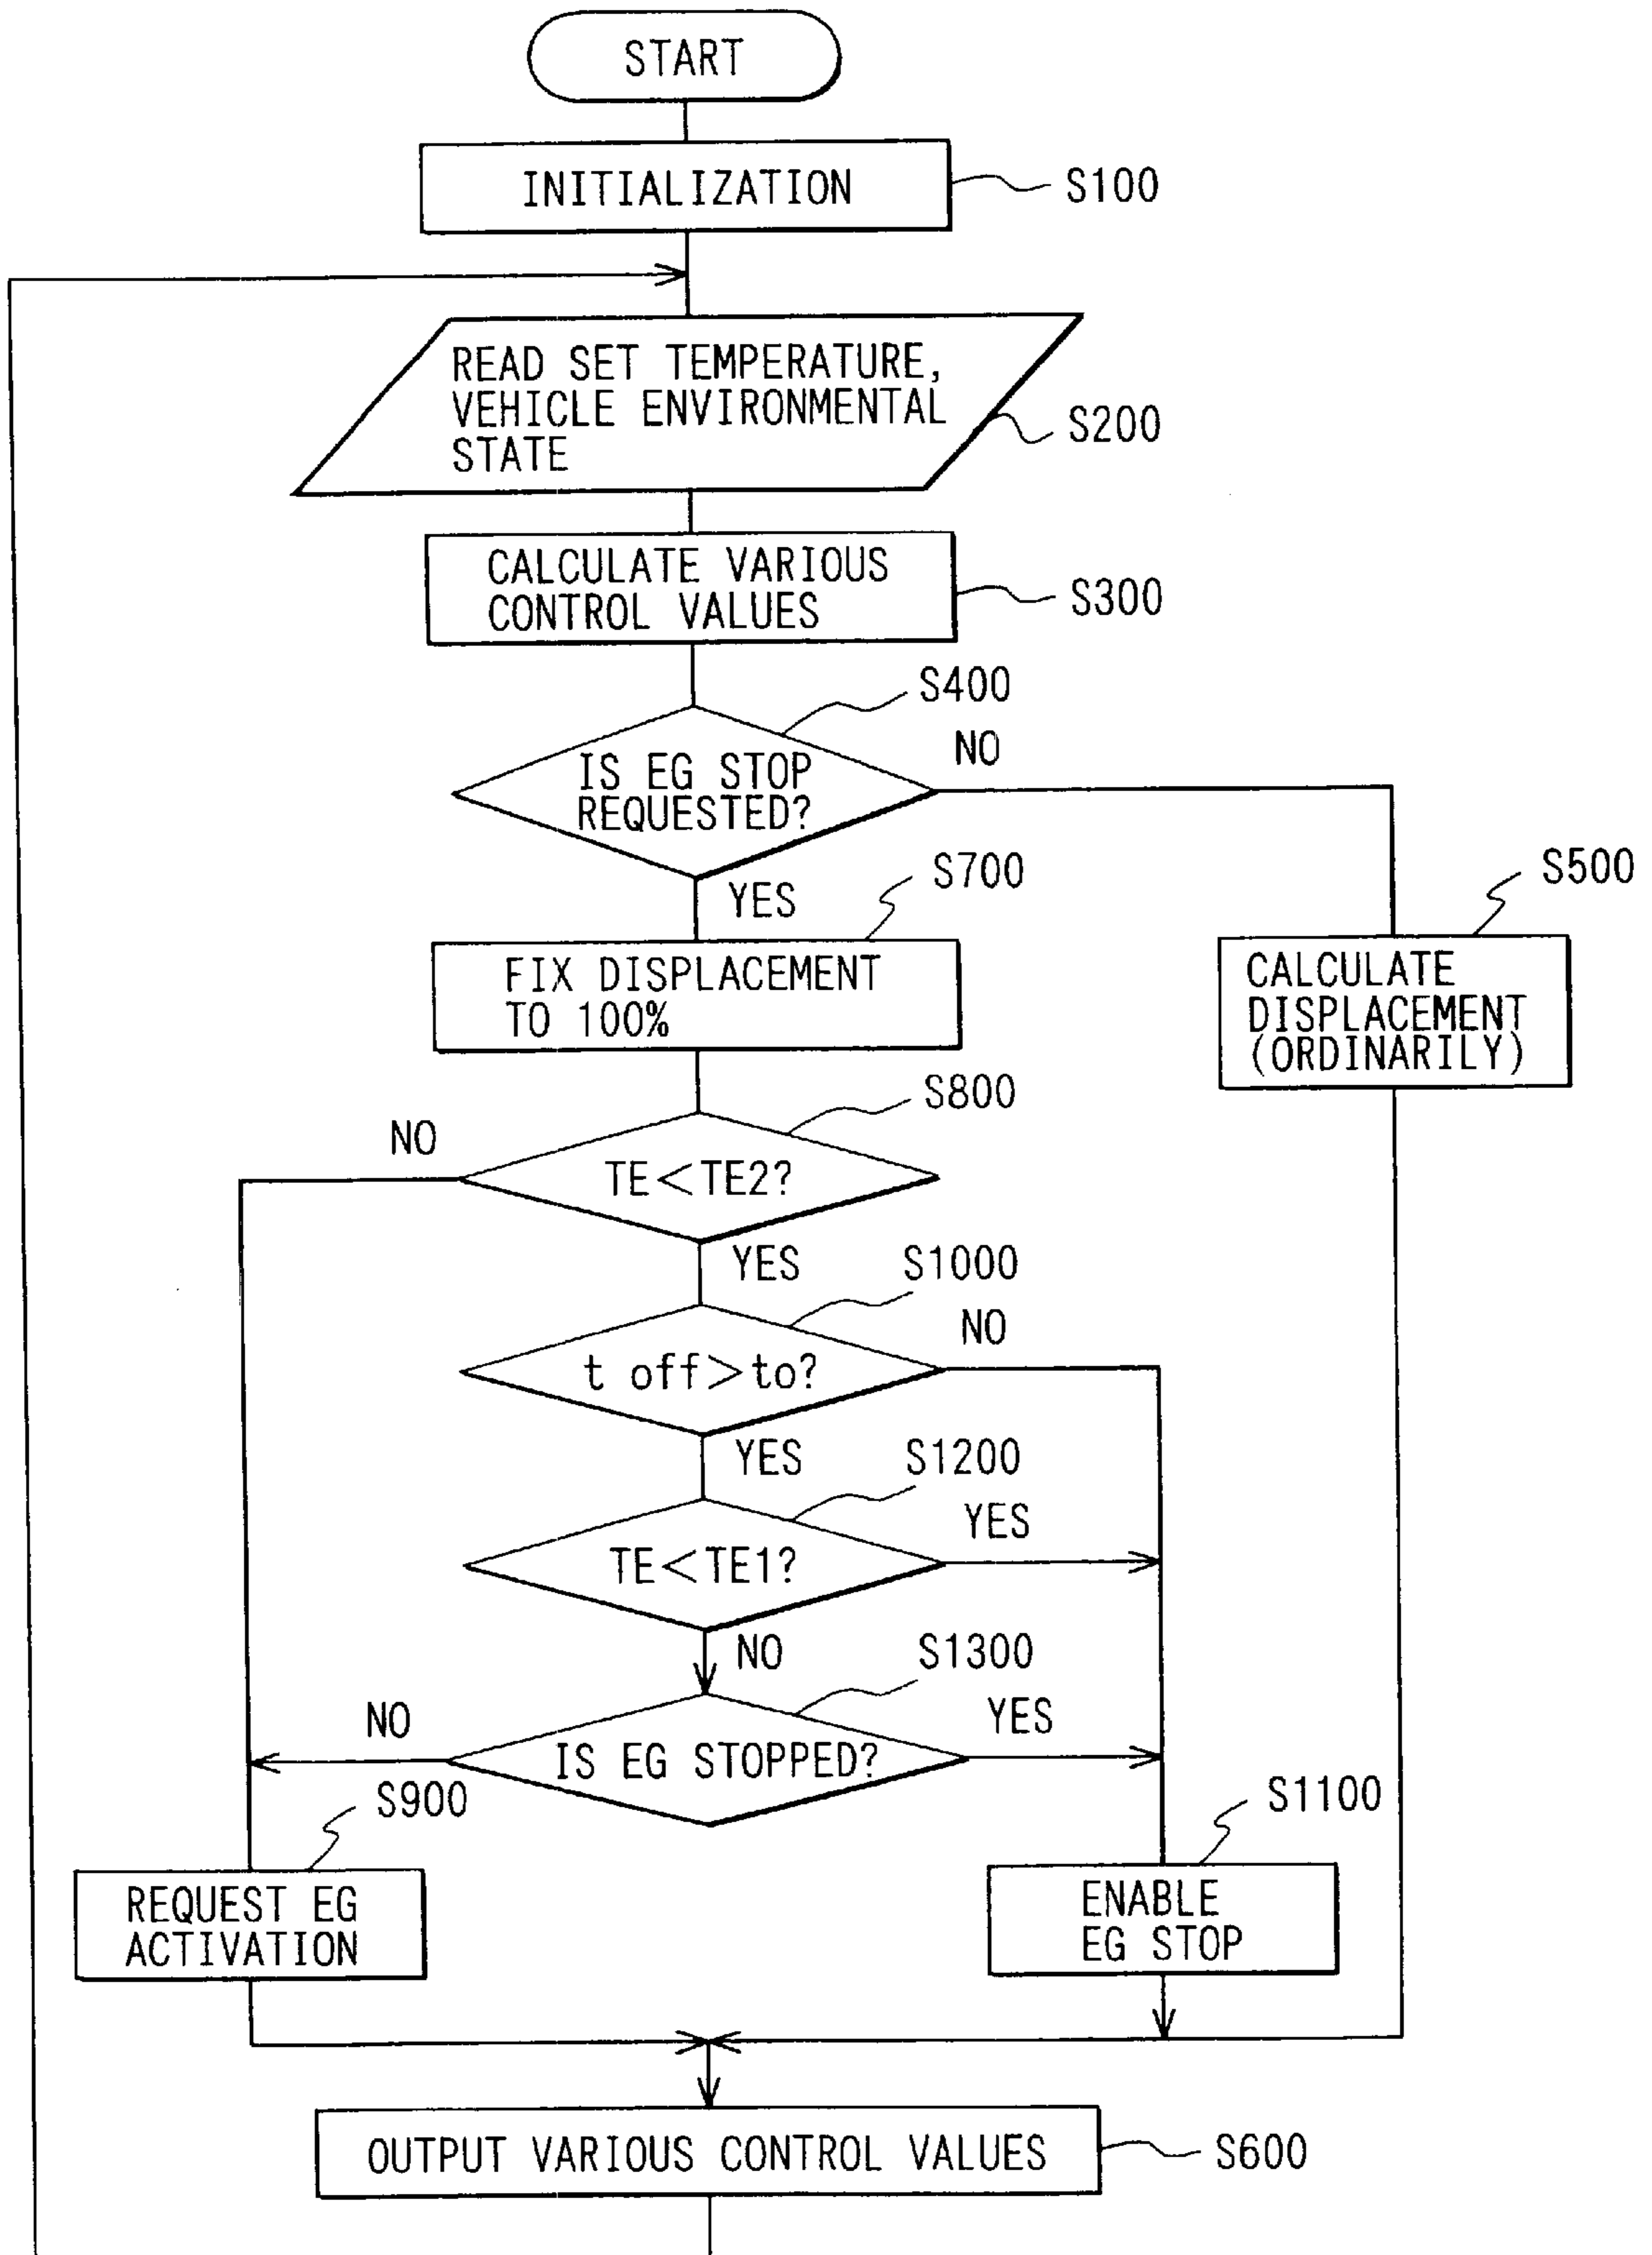 START
INITIALIZATION
S100
READ SET TEMPERATURE,
VEHICLE ENVIRONMENTAL
STATE
S200
CALCULATE VARIOUS
CONTROL VALUES
S300
S400
IS EG STOP
REQUESTED?
NO
YES
S700
FIX DISPLACEMENT
TO 100%
S500
CALCULATE
DISPLACEMENT
(ORDINARILY)
S800
NO
TE<TE2?
YES
S1000
NO
t off>to?
YES
S1200
YES
TE<TE1?
NO
S1300
NO
YES
IS EG STOPPED?
S900
REQUEST EG
ACTIVATION
S1100
ENABLE
EG STOP
OUTPUT VARIOUS CONTROL VALUES
S600